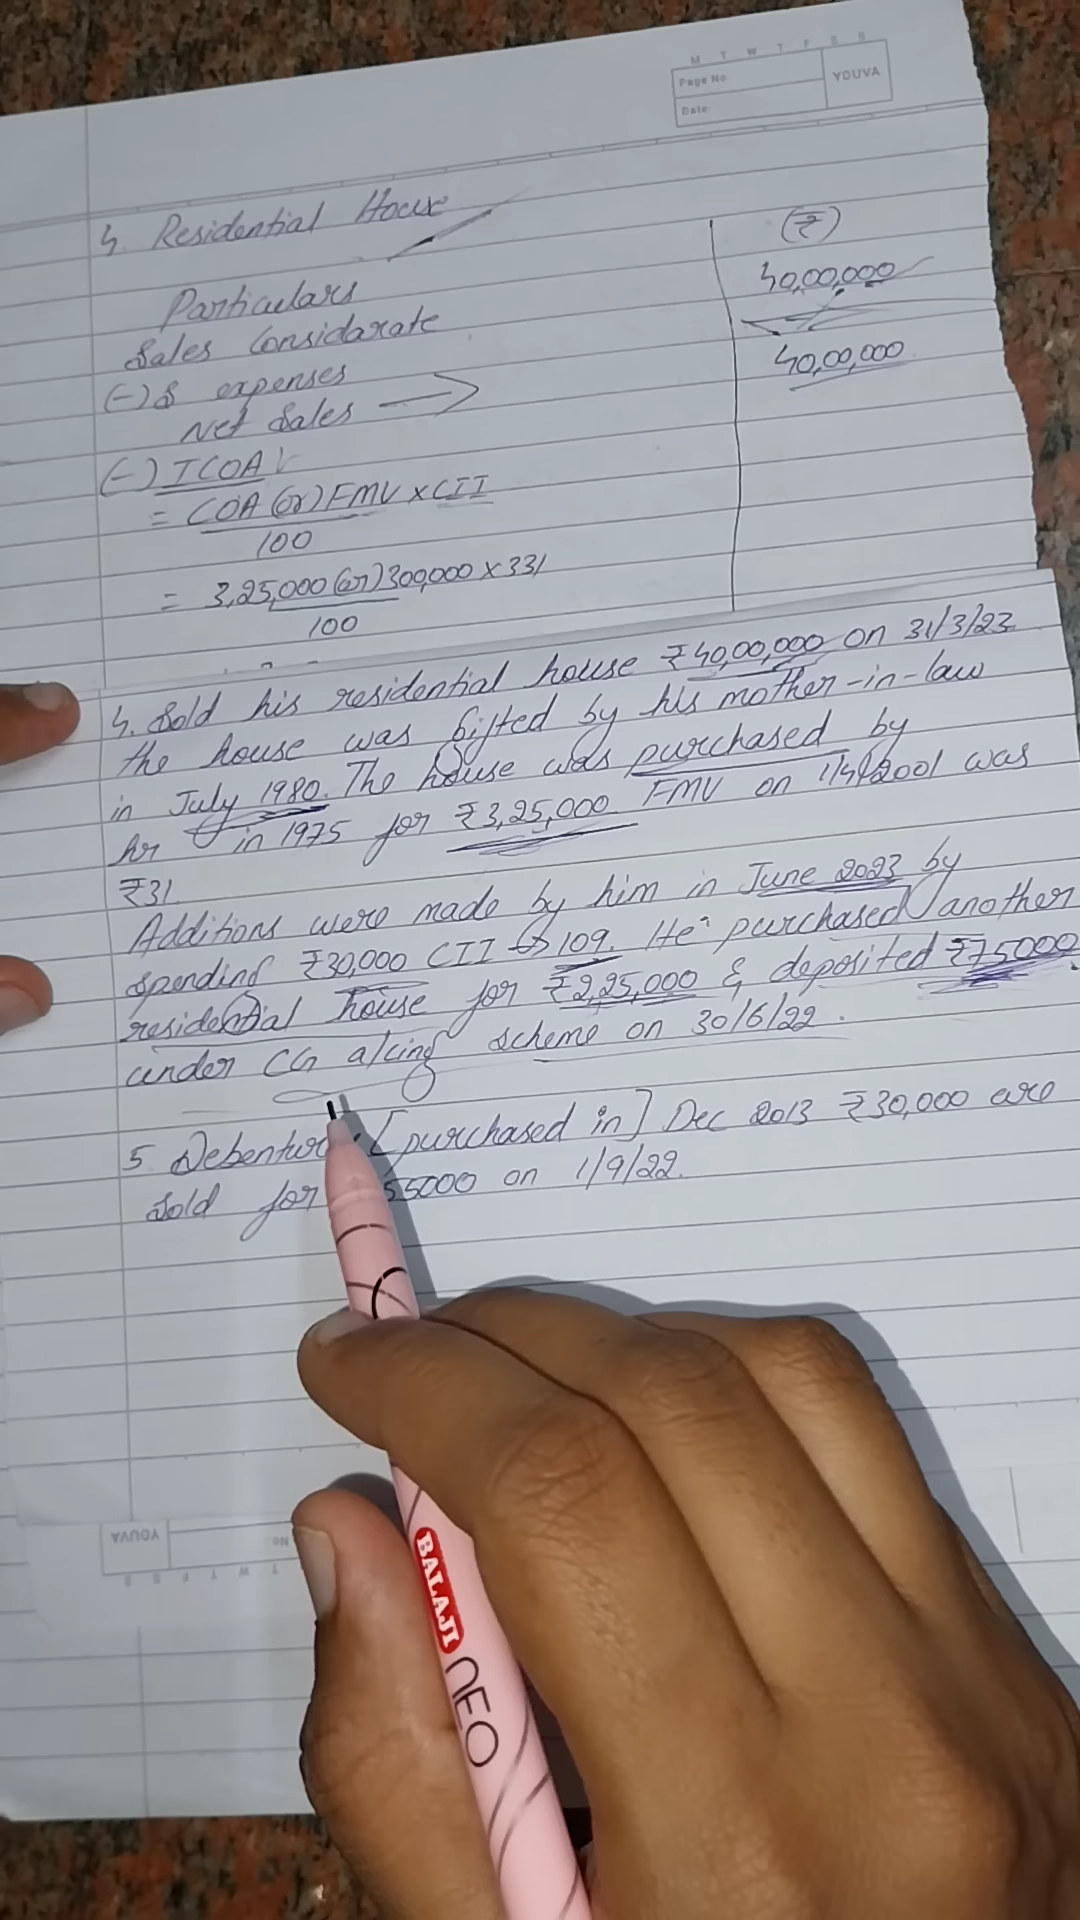 M T W T F S S
Page No
YOUVA
Date:
4. Residential House
(₹)
Particulars
Sales Considarate
40,00,000
(-) S expenses
Net Sales
40,00,000
(-) ICOA
= COA (or) FMV x CII
100
= 3,25,000 (or) 300,000 x 331
100
4. Sold his residential house ₹40,00,000 on 31/3/23
the house was gifted by his mother-in-law
in July 1980. The house was purchased by
hr in 1975 for ₹3,25,000 FMV on 1/4/2001 was
₹31
Additions were made by him in June 2023 by
spending ₹30,000 CII 109. He purchased another
residential house for ₹2,25,000 & deposited ₹75000
under CG a/cing scheme on 30/6/22.
5 [purchased in] Dec 2013 ₹30,000 are
sold for 55000 on 1/9/22.
YOUVA
No
T W T F S S
BALAJI
NEO